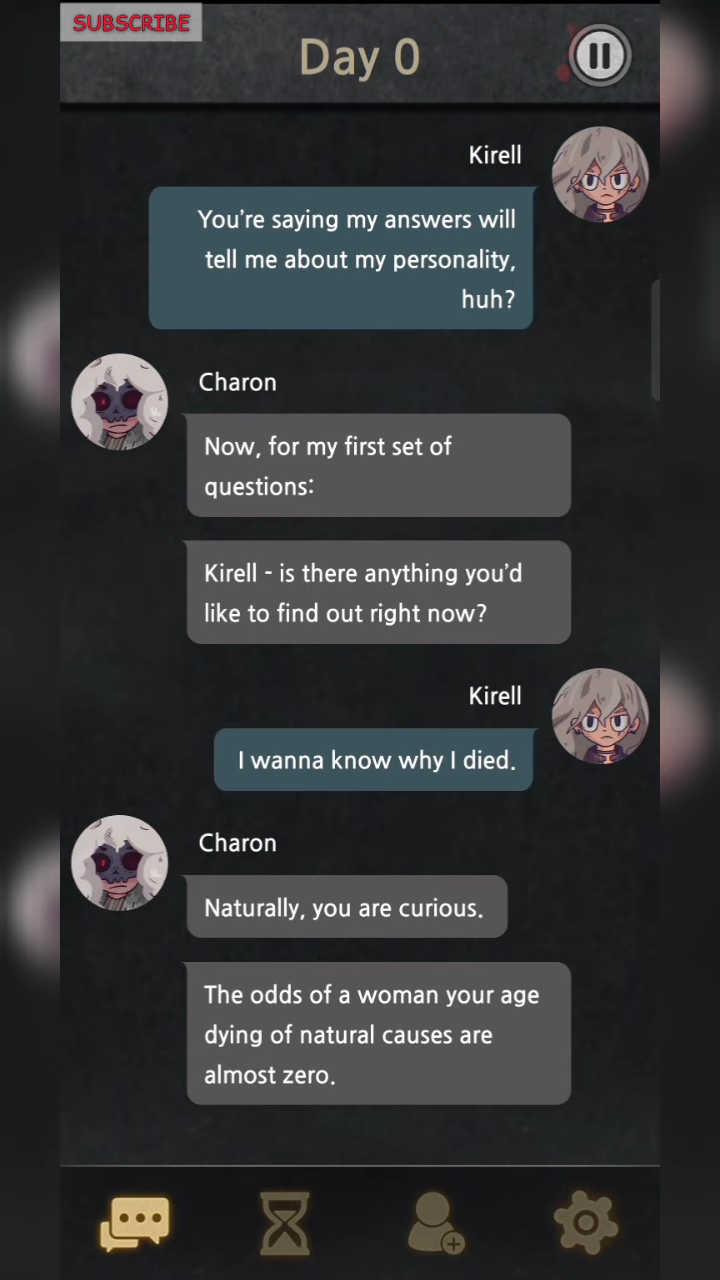 SUBSCRIBE
Day 0
Kirell
You're saying my answers will
tell me about my personality,
huh?
Charon
Now, for my first set of
questions:
Kirell - is there anything you'd
like to find out right now?
Kirell
I wanna know why I died.
Charon
Naturally, you are curious.
The odds of a woman your age
dying of natural causes are
almost zero.